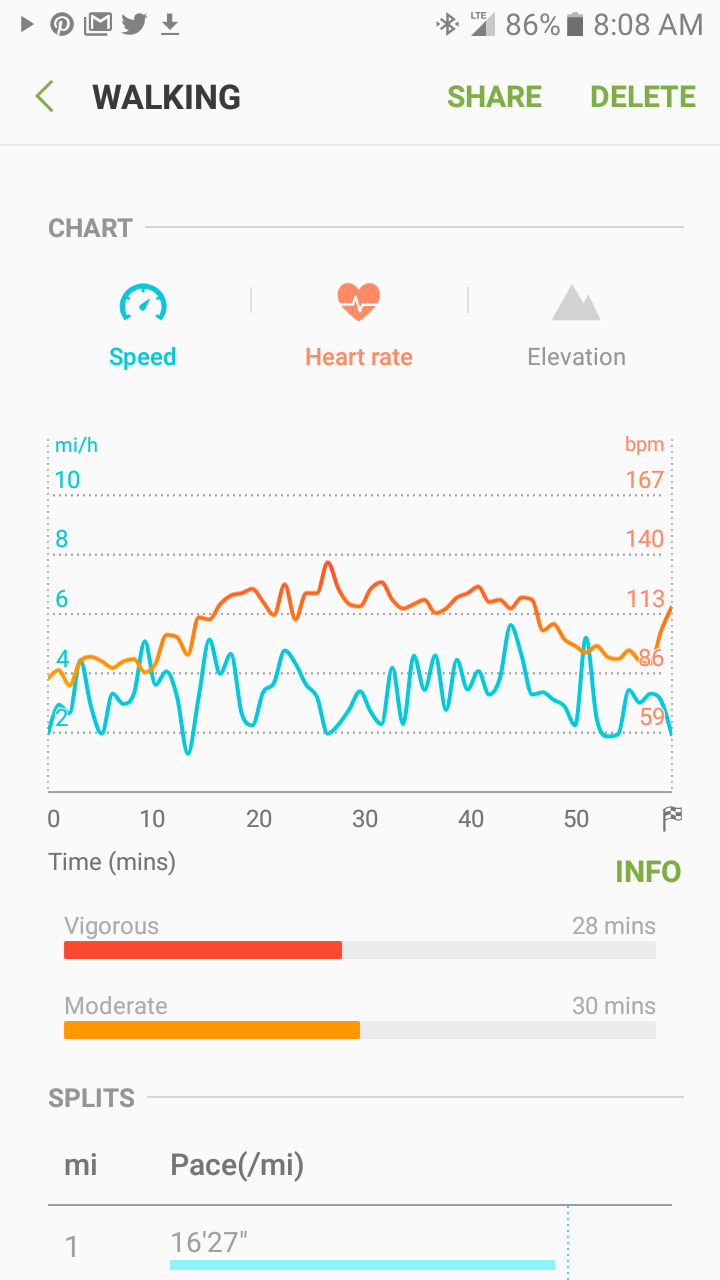 LTE 86% 8:08 AM
WALKING SHARE DELETE
CHART
Speed Heart rate Elevation
mi/h bpm
10 167
8 140
6 113
4 86
2 59
0 10 20 30 40 50
Time (mins)
INFO
Vigorous 28 mins
Moderate 30 mins
SPLITS
mi Pace(/mi)
1 16'27"